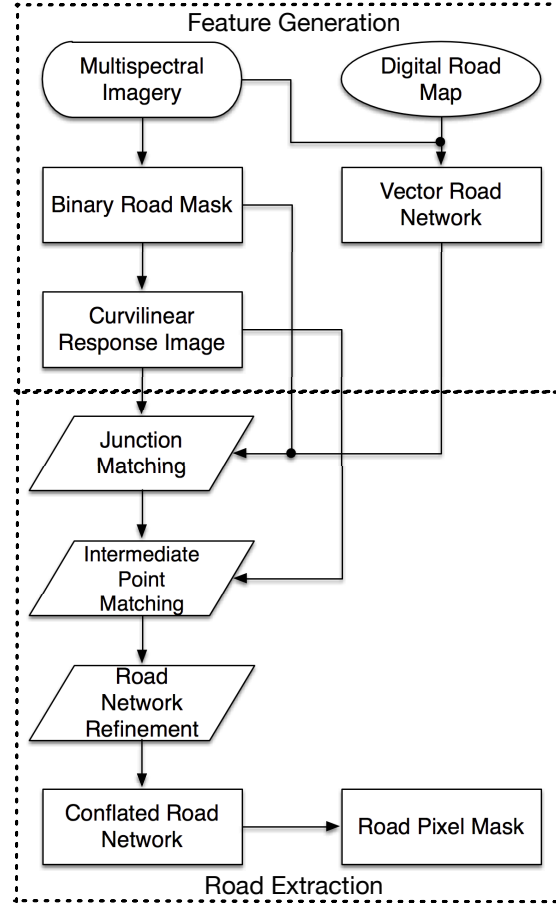 Feature Generation
Multispectral
Imagery
Digital Road
Map
Binary Road Mask
Vector Road
Network
Curvilinear
Response Image
Junction
Matching
Intermediate
Point
Matching
Road
Network
Refinement
Conflated Road
Network
Road Pixel Mask
Road Extraction